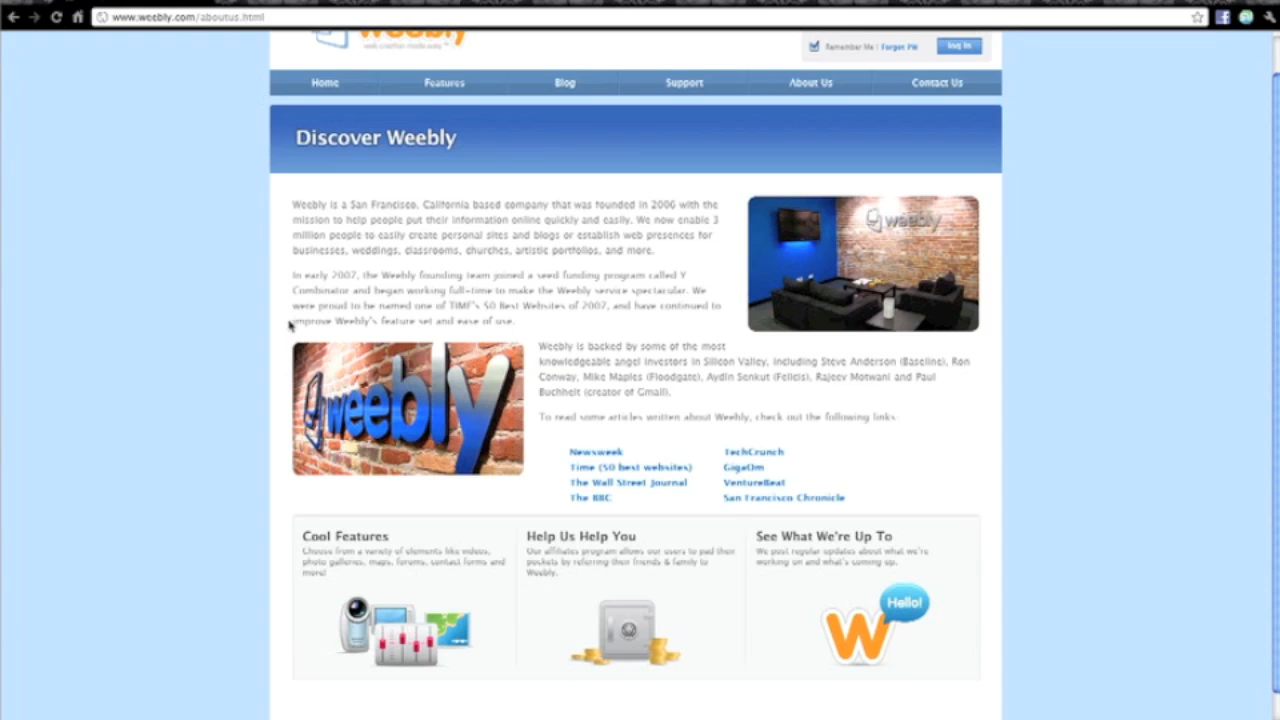 www.weebly.com/aboutus.html
weebly
web creation made easy™
Remember Me | Forgot PW
log in
Home Features Blog Support About Us Contact Us
Discover Weebly
Weebly is a San Francisco, California based company that was founded in 2006 with the
mission to help people put their information online quickly and easily. We now enable 3
million people to easily create personal sites and blogs or establish web presences for
businesses, weddings, classrooms, churches, artistic portfolios, and more.
weebly
In early 2007, the Weebly founding team joined a seed funding program called Y
Combinator and began working full-time to make the Weebly service spectacular. We
were proud to be named one of TIME's 50 Best Websites of 2007, and have continued to
improve Weebly's feature set and ease of use.
weebly
Weebly is backed by some of the most
knowledgeable angel investors in Silicon Valley, including Steve Anderson (Baseline), Ron
Conway, Mike Maples (Floodgate), Aydin Senkut (Felicis), Rajeev Motwani and Paul
Buchheit (creator of Gmail).
To read some articles written about Weebly, check out the following links
Newsweek TechCrunch
Time (50 best websites) GigaOm
The Wall Street Journal VentureBeat
The BBC San Francisco Chronicle
Cool Features
Choose from a variety of elements like videos,
photo galleries, maps, forums, contact forms and
more!
Help Us Help You
Our affiliates program allows our users to pad their
pockets by referring their friends & family to
Weebly.
See What We're Up To
We post regular updates about what we're
working on and what's coming up.
W
Hello!